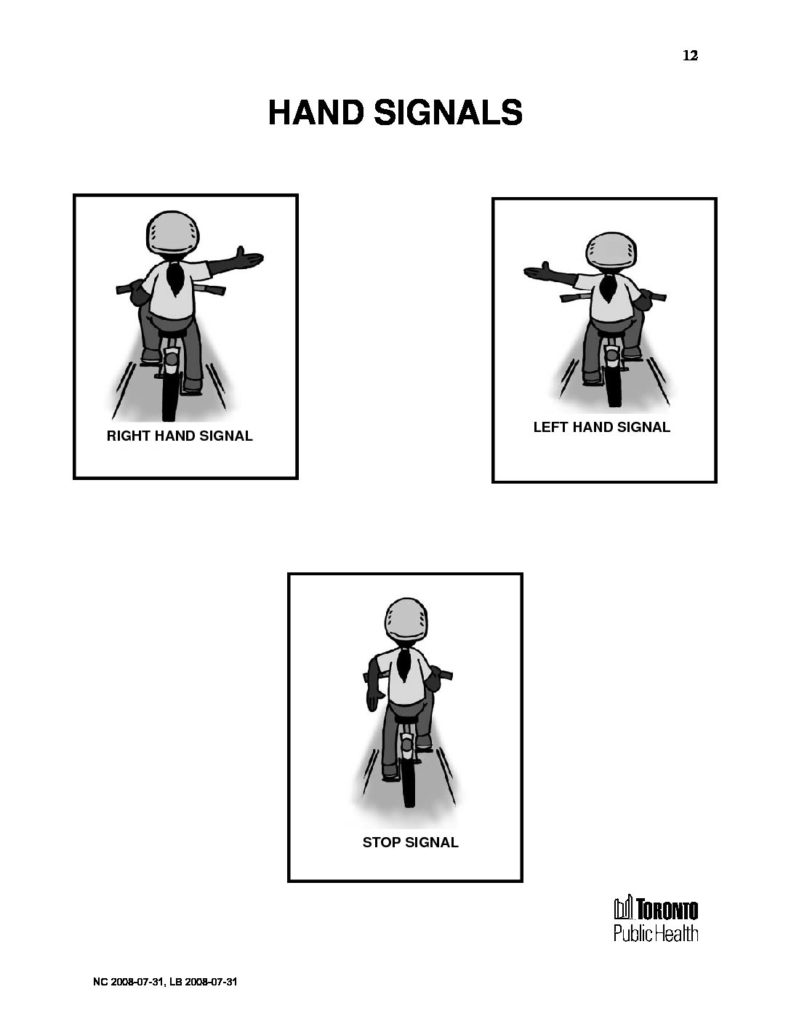 12
HAND SIGNALS
RIGHT HAND SIGNAL
LEFT HAND SIGNAL
STOP SIGNAL
TORONTO
Public Health
NC 2008-07-31, LB 2008-07-31